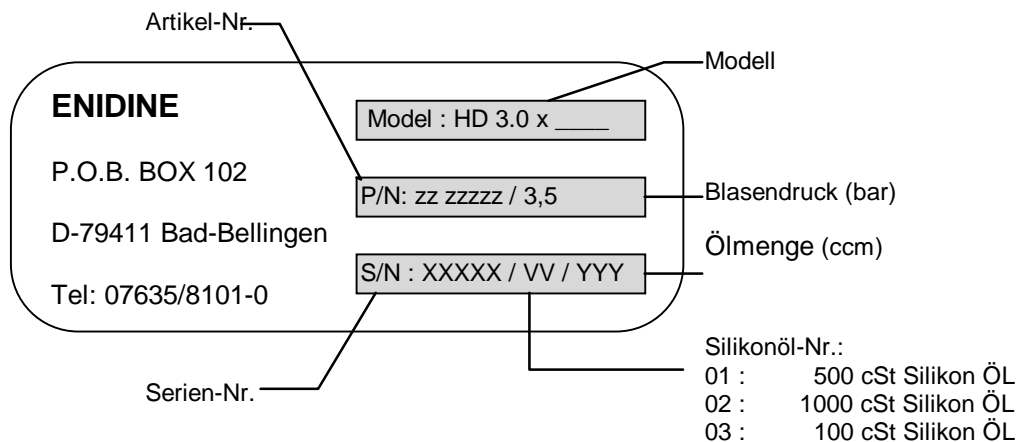 Artikel-Nr.
Modell
ENIDINE
Model : HD 3.0 x ____
P.O.B. BOX 102
P/N: zz zzzzz / 3,5
Blasendruck (bar)
D-79411 Bad-Bellingen
Ölmenge (ccm)
S/N : XXXXX / VV / YYY
Tel: 07635/8101-0
Serien-Nr.
Silikonöl-Nr.:
01 : 500 cSt Silikon ÖL
02 : 1000 cSt Silikon ÖL
03 : 100 cSt Silikon ÖL